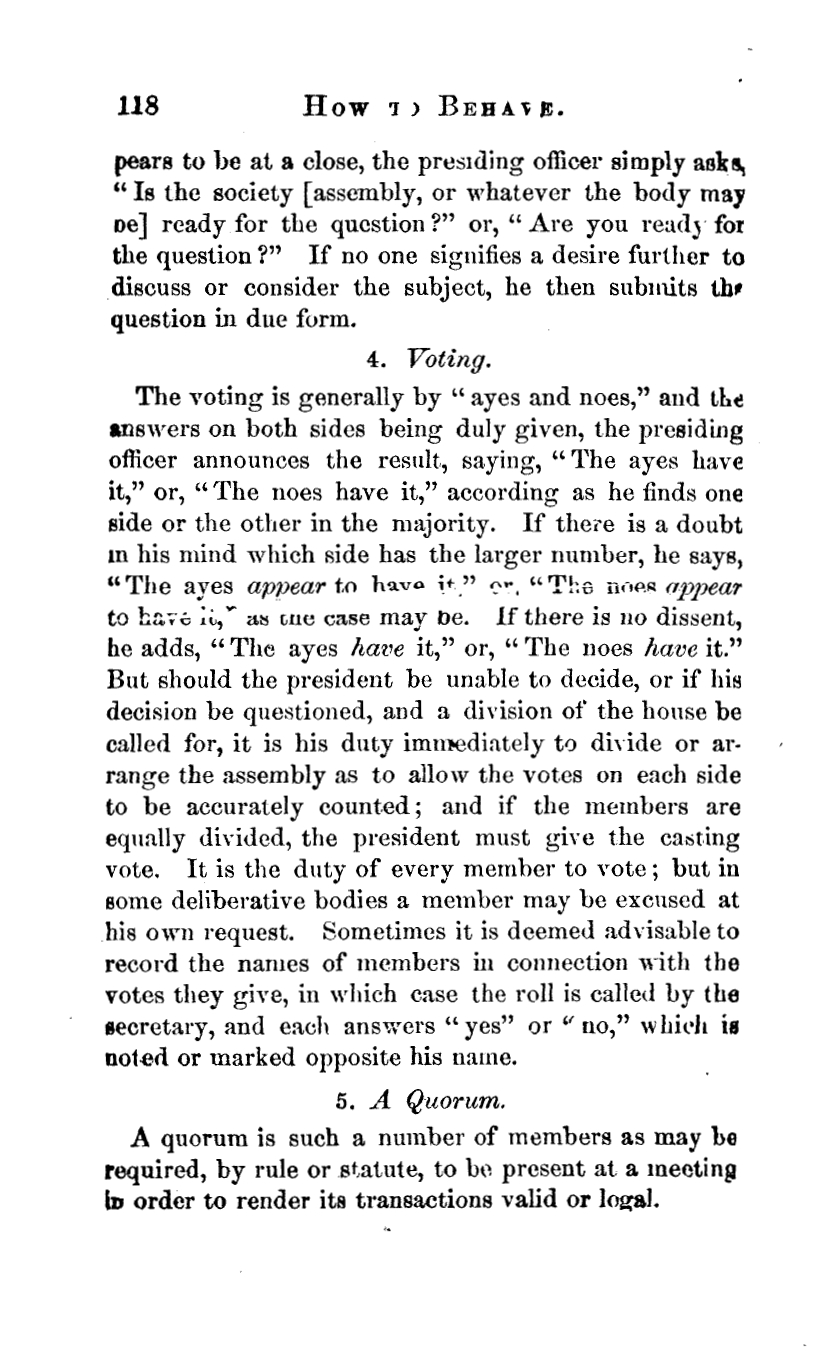 118 How to Behave.
pears to be at a close, the presiding officer simply asks,
“Is the society [assembly, or whatever the body may
be] ready for the question?” or, “Are you ready for
the question?” If no one signifies a desire further to
discuss or consider the subject, he then submits the
question in due form.
4. Voting.
The voting is generally by “ayes and noes,” and the
answers on both sides being duly given, the presiding
officer announces the result, saying, “The ayes have
it,” or, “The noes have it,” according as he finds one
side or the other in the majority. If there is a doubt
in his mind which side has the larger number, he says,
“The ayes appear to have it,” or, “The noes appear
to have it,” as the case may be. If there is no dissent,
he adds, “The ayes have it,” or, “The noes have it.”
But should the president be unable to decide, or if his
decision be questioned, and a division of the house be
called for, it is his duty immediately to divide or ar-
range the assembly as to allow the votes on each side
to be accurately counted; and if the members are
equally divided, the president must give the casting
vote. It is the duty of every member to vote; but in
some deliberative bodies a member may be excused at
his own request. Sometimes it is deemed advisable to
record the names of members in connection with the
votes they give, in which case the roll is called by the
secretary, and each answers “yes” or “no,” which is
noted or marked opposite his name.
5. A Quorum.
A quorum is such a number of members as may be
required, by rule or statute, to be present at a meeting
in order to render its transactions valid or legal.